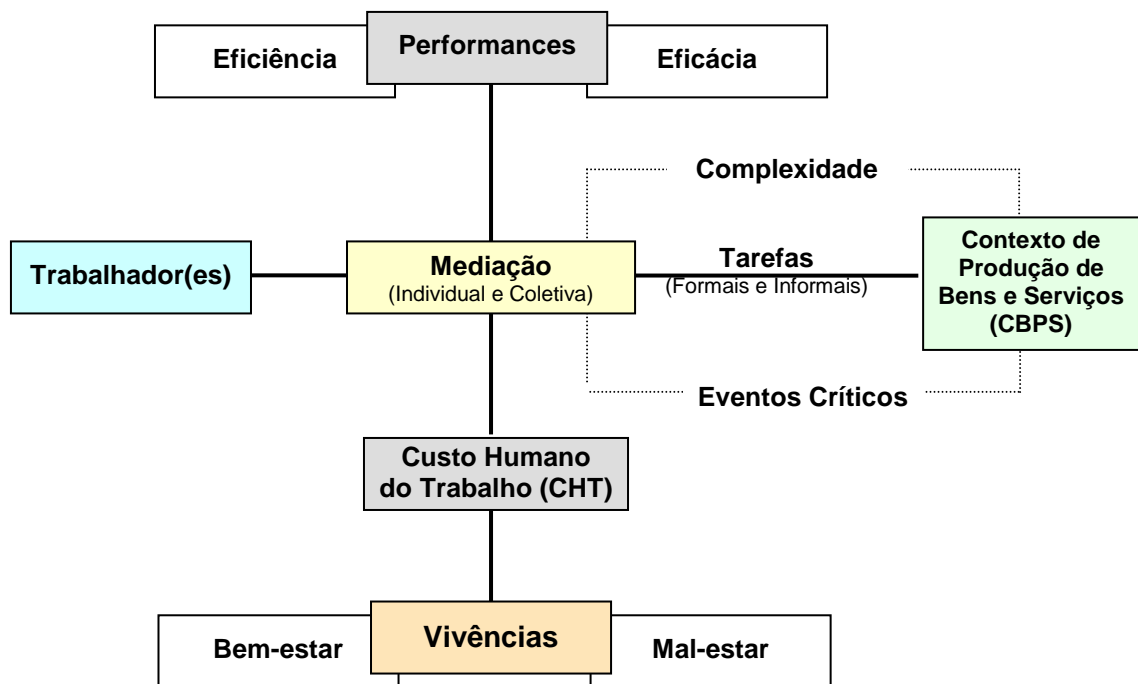 Performances
Eficiência
Eficácia
Complexidade
Trabalhador(es)
Mediação
(Individual e Coletiva)
Tarefas
(Formais e Informais)
Contexto de
Produção de
Bens e Serviços
(CBPS)
Eventos Críticos
Custo Humano
do Trabalho (CHT)
Bem-estar
Vivências
Mal-estar